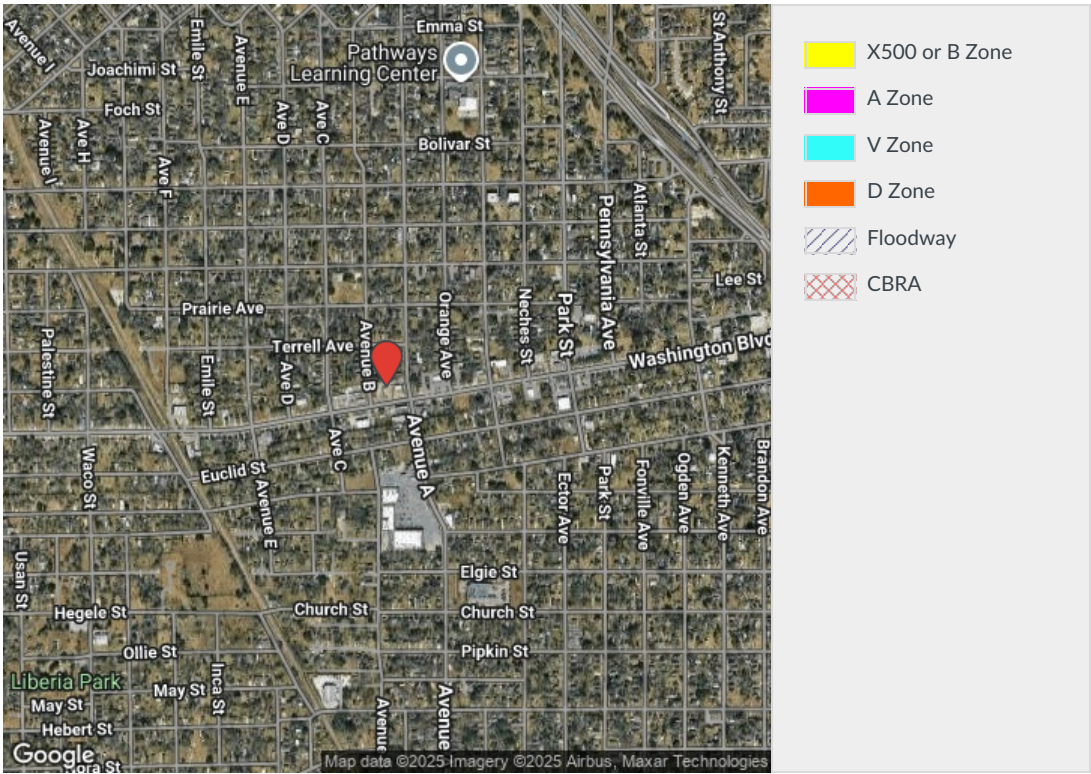 Emma St
St Anthony St
Avenue I
Emile St
Avenue E
Pathways
Learning Center
Joachimi St
Foch St
Ave D
Ave C
Avenue I
Ave H
Ave F
Bolivar St
Atlanta St
Pennsylvania Ave
Lee St
Prairie Ave
Orange Ave
Neches St
Park St
Palestine St
Terrell Ave
Avenue B
Washington Blvd
Emile St
Ave D
Avenue A
Ave C
Waco St
Euclid St
Avenue E
Ector Ave
Park St
Fonville Ave
Ogden Ave
Kenneth Ave
Brandon Ave
Usan St
Elgie St
Hegele St
Church St
Church St
Ollie St
Pipkin St
Inca St
Liberia Park
May St
May St
Hebert St
Avenue
Avenue
Google
Nora St
Map data ©2025 Imagery ©2025 Airbus, Maxar Technologies
X500 or B Zone
A Zone
V Zone
D Zone
Floodway
CBRA